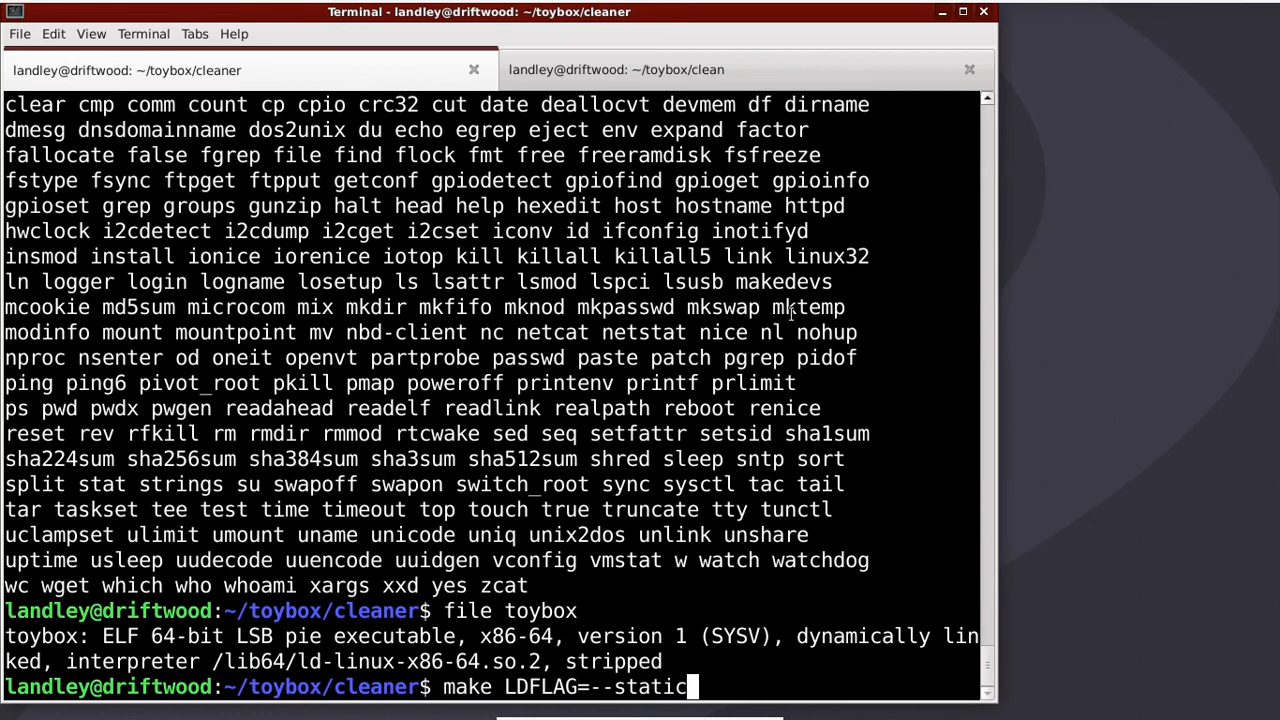 Terminal - landley@driftwood: ~/toybox/cleaner
File Edit View Terminal Tabs Help
landley@driftwood: ~/toybox/cleaner landley@driftwood: ~/toybox/clean
clear cmp comm count cp cpio crc32 cut date deallocvt devmem df dirname
dmesg dnsdomainname dos2unix du echo egrep eject env expand factor
fallocate false fgrep file find flock fmt free freeramdisk fsfreeze
fstype fsync ftpget ftpput getconf gpiodetect gpiofind gpioget gpioinfo
gpioset grep groups gunzip halt head help hexedit host hostname httpd
hwclock i2cdetect i2cdump i2cget i2cset iconv id ifconfig inotifyd
insmod install ionice iorenice iotop kill killall killall5 link linux32
ln logger login logname losetup ls lsattr lsmod lspci lsusb makedevs
mcookie md5sum microcom mix mkdir mkfifo mknod mkpasswd mkswap mktemp
modinfo mount mountpoint mv nbd-client nc netcat netstat nice nl nohup
nproc nsenter od oneit openvt partprobe passwd paste patch pgrep pidof
ping ping6 pivot_root pkill pmap poweroff printenv printf prlimit
ps pwd pwdx pwgen readahead readelf readlink realpath reboot renice
reset rev rfkill rm rmdir rmmod rtcwake sed seq setfattr setsid sha1sum
sha224sum sha256sum sha384sum sha3sum sha512sum shred sleep sntp sort
split stat strings su swapoff swapon switch_root sync sysctl tac tail
tar taskset tee test time timeout top touch true truncate tty tunctl
uclampset ulimit umount uname unicode uniq unix2dos unlink unshare
uptime usleep uudecode uuencode uuidgen vconfig vmstat w watch watchdog
wc wget which who whoami xargs xxd yes zcat
landley@driftwood:~/toybox/cleaner$ file toybox
toybox: ELF 64-bit LSB pie executable, x86-64, version 1 (SYSV), dynamically lin
ked, interpreter /lib64/ld-linux-x86-64.so.2, stripped
landley@driftwood:~/toybox/cleaner$ make LDFLAG=--static